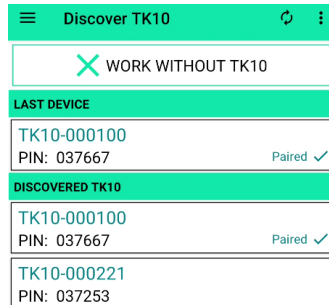 Discover TK10
WORK WITHOUT TK10
LAST DEVICE
TK10-000100
PIN: 037667
Paired
DISCOVERED TK10
TK10-000100
PIN: 037667
Paired
TK10-000221
PIN: 037253